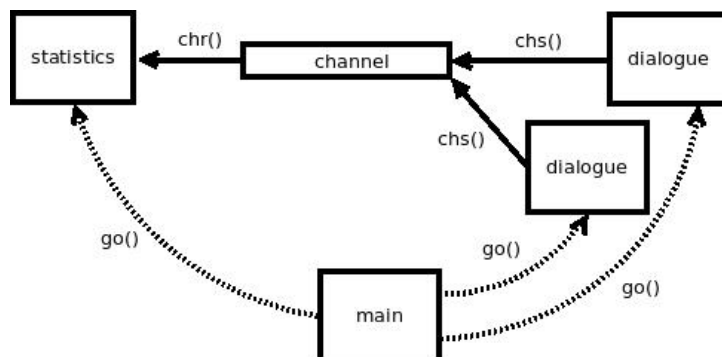 chr()
chs()
statistics
channel
dialogue
chs()
dialogue
go()
go()
go()
main